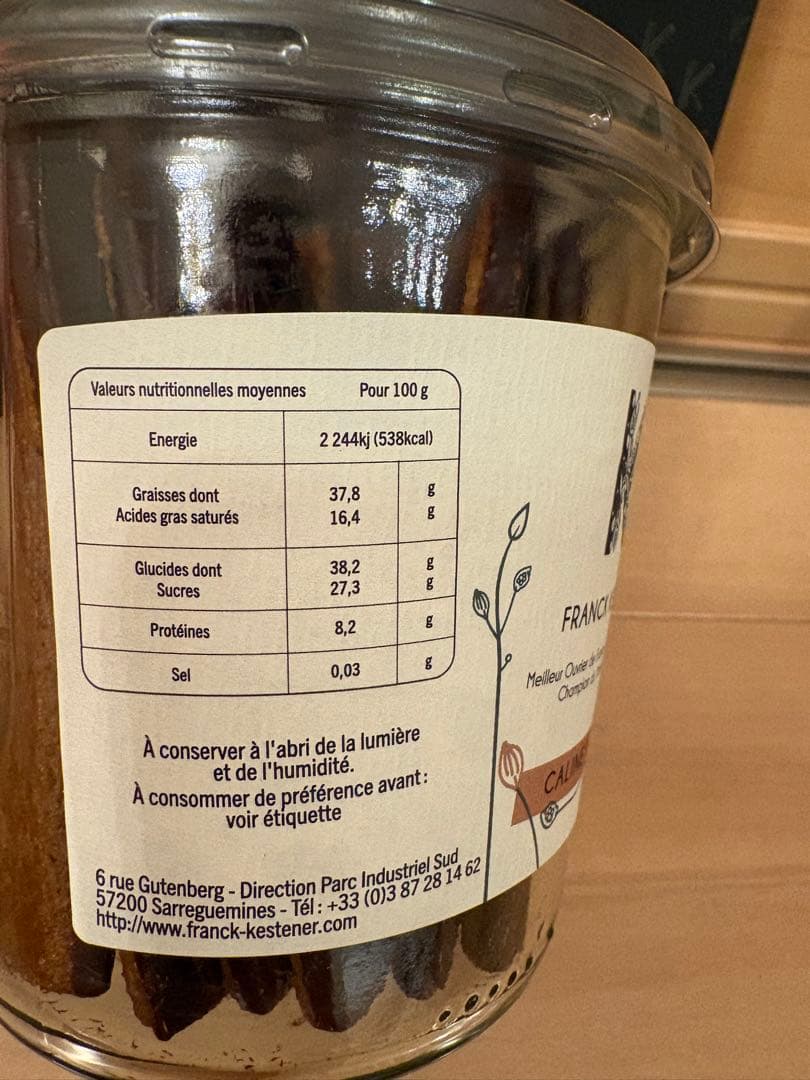 Valeurs nutritionnelles moyennes Pour 100 g
Energie 2 244kj (538kcal)
Graisses dont 37,8 g
Acides gras saturés 16,4 g
Glucides dont 38,2 g
Sucres 27,3 g
Protéines 8,2 g
Sel 0,03 g
À conserver à l'abri de la lumière
et de l'humidité.
À consommer de préférence avant :
voir étiquette
6 rue Gutenberg - Direction Parc Industriel Sud
57200 Sarreguemines - Tél : +33 (0)3 87 28 14 62
http://www.franck-kestener.com
FRANCK
Meilleur Ouvrier de
Champion